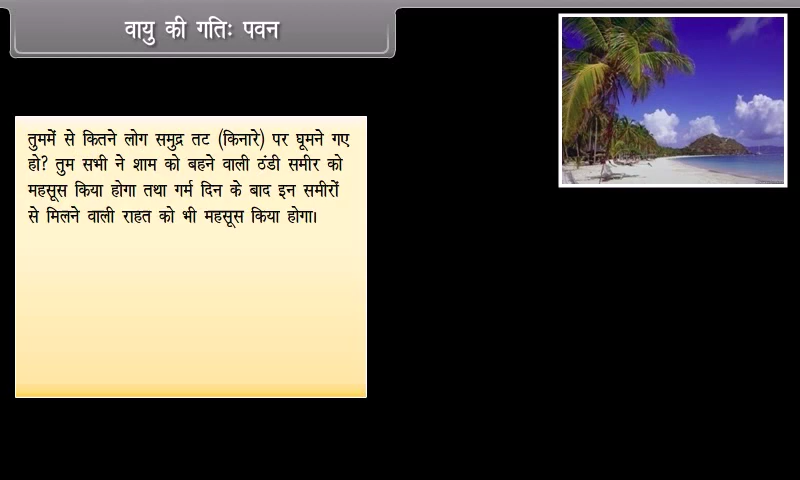 वायु की गतिः पवन
तुममें से कितने लोग समुद्र तट (किनारे) पर घूमने गए
हो? तुम सभी ने शाम को बहने वाली ठंडी समीर को
महसूस किया होगा तथा गर्म दिन के बाद इन समीरों
से मिलने वाली राहत को भी महसूस किया होगा।